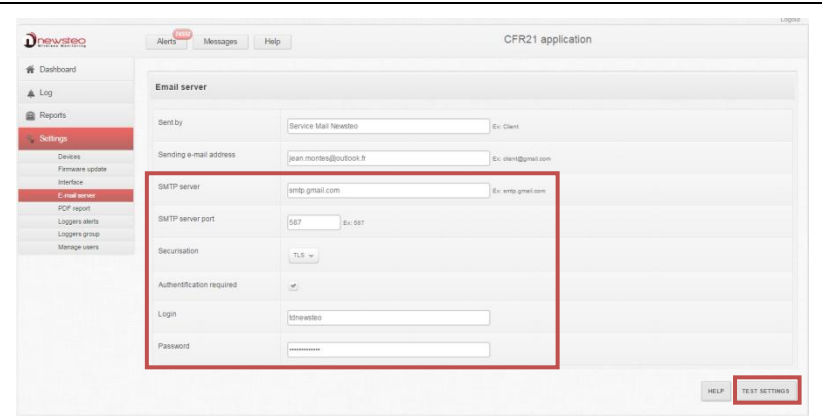 Logout
newsteo
Wireless Monitoring
Alerts
Messages
Help
CFR21 application
Dashboard
Log
Reports
Settings
Devices
Firmware update
Interface
E-mail server
PDF report
Loggers alerts
Loggers group
Manage users
Email server
Sent by
Service Mail Newsteo
Ex: Client
Sending e-mail address
jean.montes@outlook.fr
Ex: client@gmail.com
SMTP server
smtp.gmail.com
Ex: smtp.gmail.com
SMTP server port
587
Ex: 587
Securisation
TLS
Authentification required
Login
tdnewsteo
Password
HELP
TEST SETTINGS